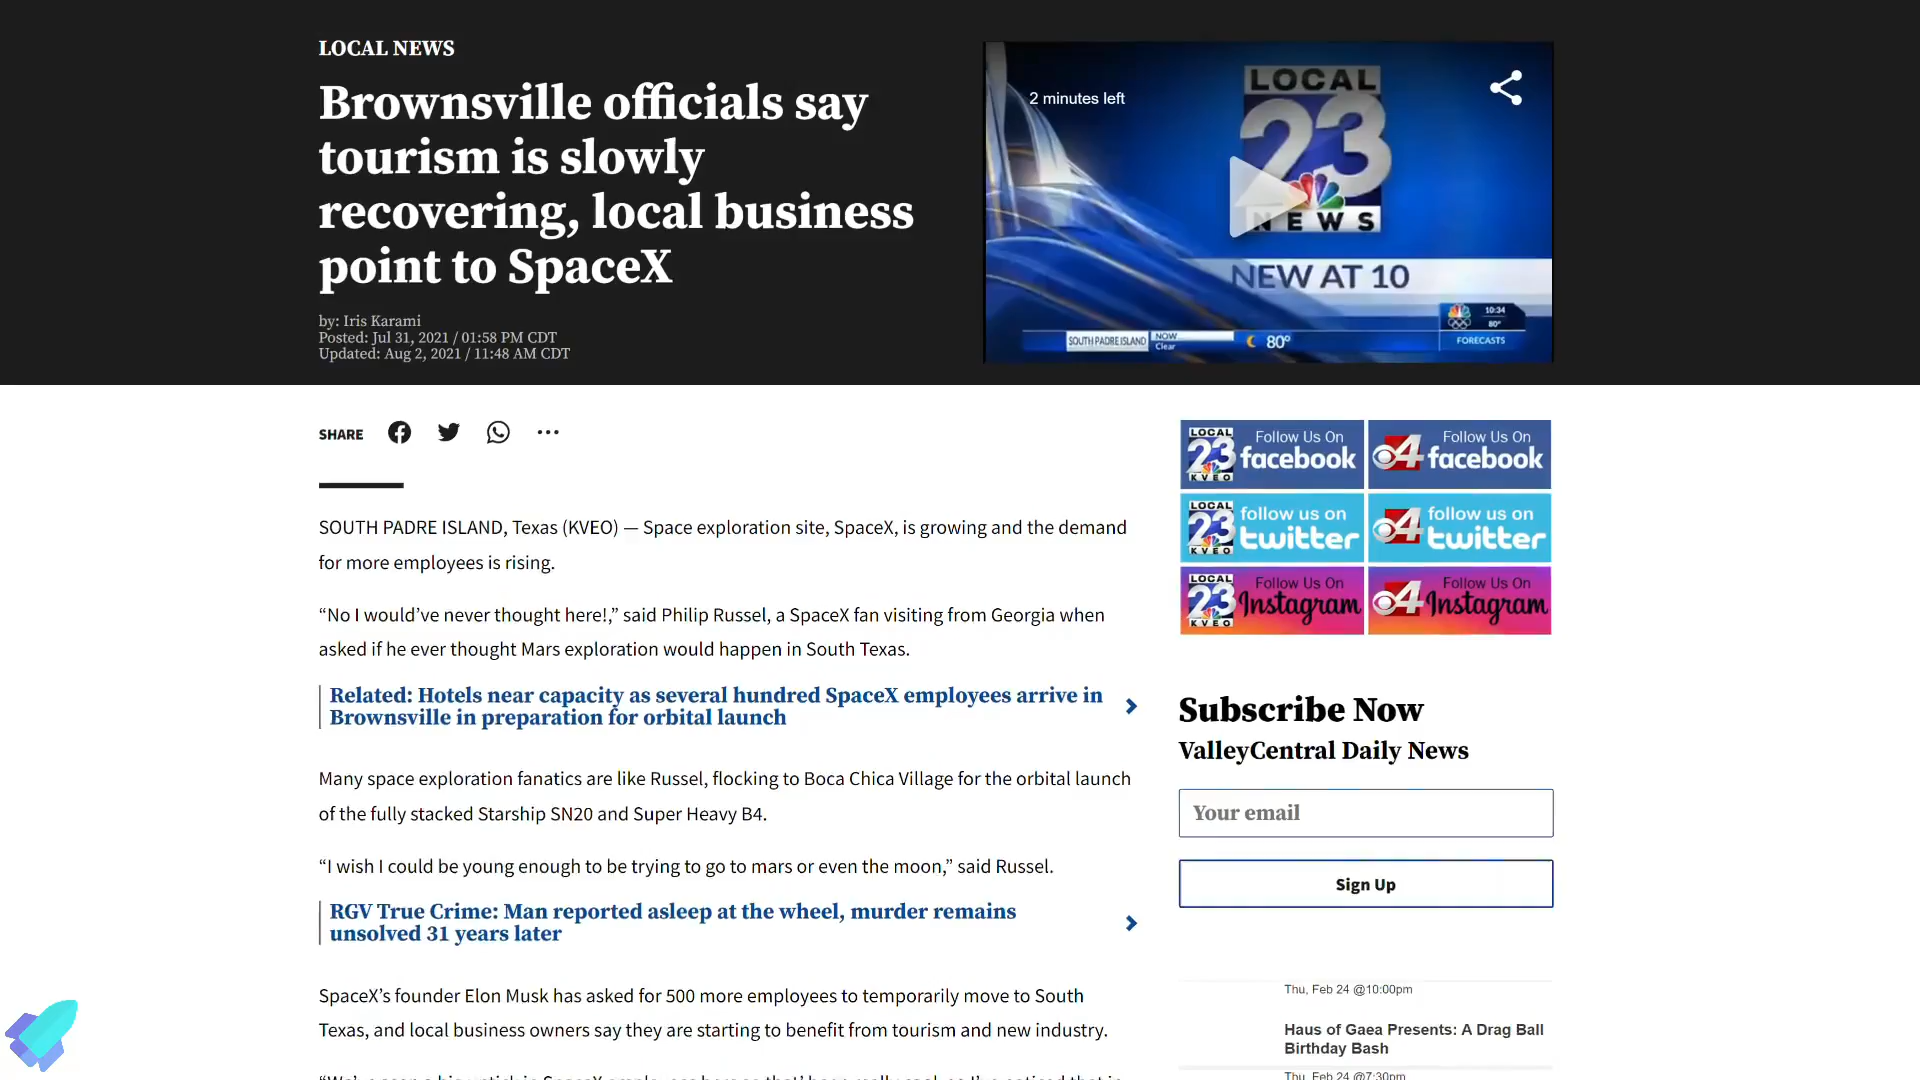 LOCAL NEWS
Brownsville officials say
tourism is slowly
recovering, local business
point to SpaceX
by: Iris Karami
Posted: Jul 31, 2021 / 01:58 PM CDT
Updated: Aug 2, 2021 / 11:48 AM CDT
2 minutes left
LOCAL
23
NEWS
NEW AT 10
SOUTH PADRE ISLAND
NOW
Clear
80°
10:34
80°
FORECASTS
SHARE
SOUTH PADRE ISLAND, Texas (KVEO) — Space exploration site, SpaceX, is growing and the demand
for more employees is rising.
“No I would’ve never thought here!,” said Philip Russel, a SpaceX fan visiting from Georgia when
asked if he ever thought Mars exploration would happen in South Texas.
Related: Hotels near capacity as several hundred SpaceX employees arrive in
Brownsville in preparation for orbital launch
Many space exploration fanatics are like Russel, flocking to Boca Chica Village for the orbital launch
of the fully stacked Starship SN20 and Super Heavy B4.
“I wish I could be young enough to be trying to go to mars or even the moon,” said Russel.
RGV True Crime: Man reported asleep at the wheel, murder remains
unsolved 31 years later
SpaceX’s founder Elon Musk has asked for 500 more employees to temporarily move to South
Texas, and local business owners say they are starting to benefit from tourism and new industry.
LOCAL 23 KVEO Follow Us On facebook
4 Follow Us On facebook
LOCAL 23 KVEO follow us on twitter
4 follow us on twitter
LOCAL 23 KVEO Follow Us On Instagram
4 Follow Us On Instagram
Subscribe Now
ValleyCentral Daily News
Your email
Sign Up
Thu, Feb 24 @10:00pm
Haus of Gaea Presents: A Drag Ball
Birthday Bash
Thu, Feb 24 @7:30pm